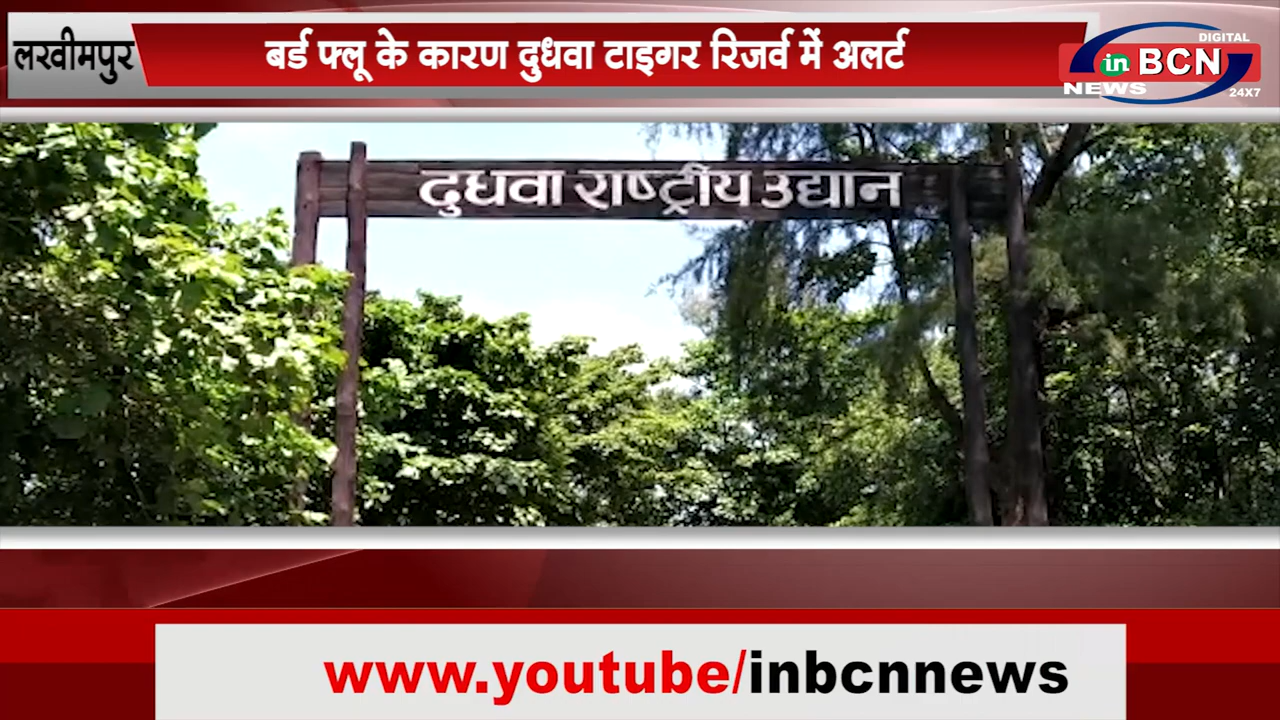 लखीमपुर
बर्ड फ्लू के कारण दुधवा टाइगर रिजर्व में अलर्ट
DIGITAL
in BCN
NEWS
24X7
दुधवा राष्ट्रीय उद्यान
www.youtube/inbcnnews